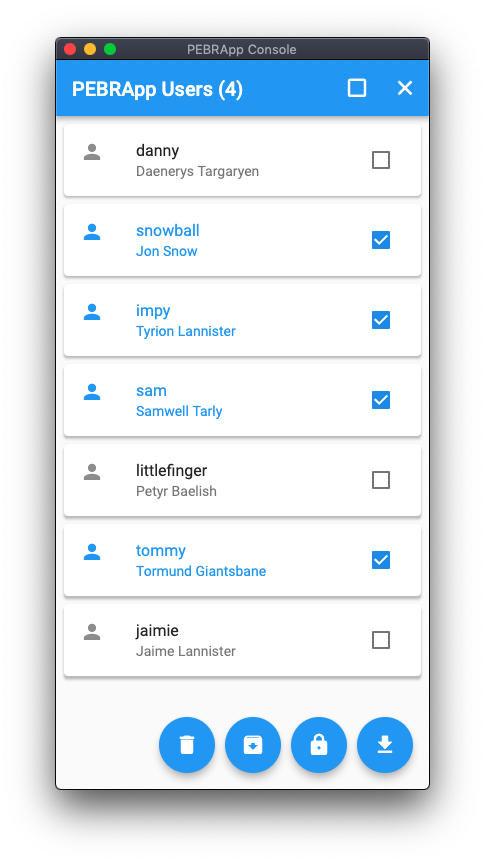 PEBRApp Console
PEBRApp Users (4)
danny
Daenerys Targaryen
snowball
Jon Snow
impy
Tyrion Lannister
sam
Samwell Tarly
littlefinger
Petyr Baelish
tommy
Tormund Giantsbane
jaimie
Jaime Lannister